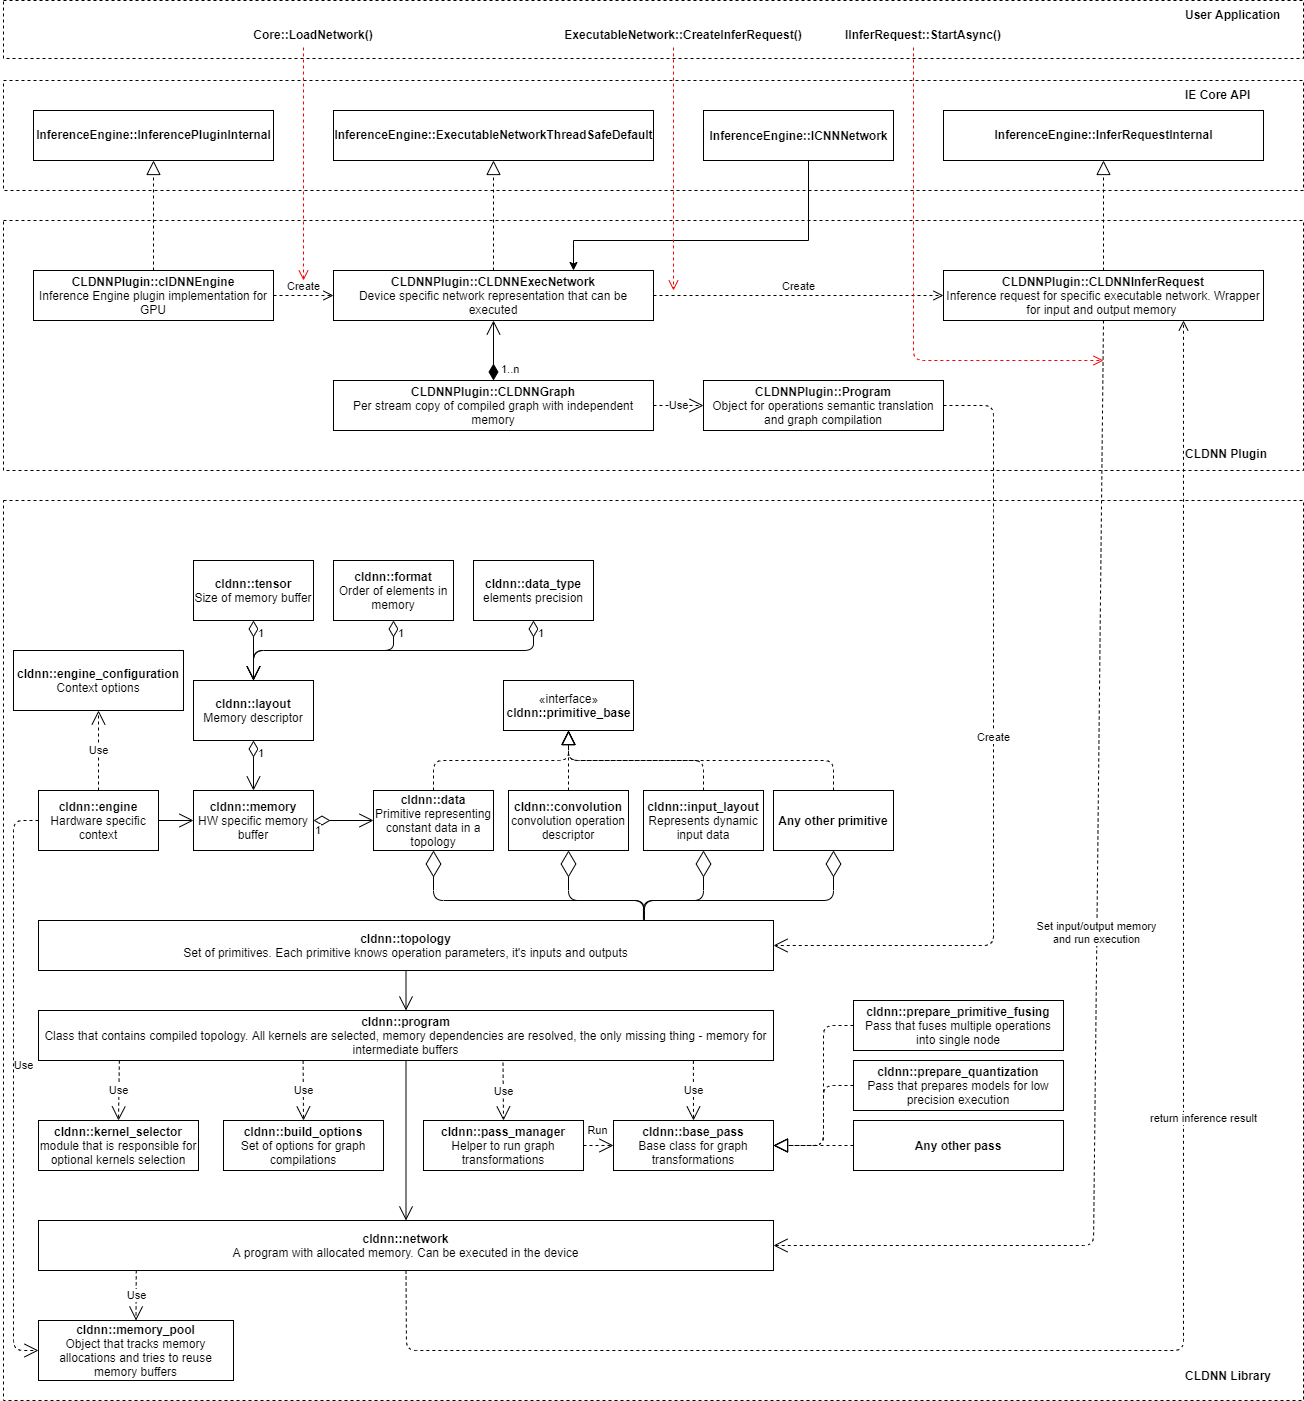 User Application
Core::LoadNetwork()
ExecutableNetwork::CreateInferRequest()
IInferRequest::StartAsync()
IE Core API
InferenceEngine::InferencePluginInternal
InferenceEngine::ExecutableNetworkThreadSafeDefault
InferenceEngine::ICNNNetwork
InferenceEngine::InferRequestInternal
CLDNNPlugin::clDNNEngine
Inference Engine plugin implementation for
GPU
Create
CLDNNPlugin::CLDNNExecNetwork
Device specific network representation that can be
executed
Create
CLDNNPlugin::CLDNNInferRequest
Inference request for specific executable network. Wrapper
for input and output memory
1..n
CLDNNPlugin::CLDNNGraph
Per stream copy of compiled graph with independent
memory
Use
CLDNNPlugin::Program
Object for operations semantic translation
and graph compilation
CLDNN Plugin
cldnn::tensor
Size of memory buffer
cldnn::format
Order of elements in
memory
cldnn::data_type
elements precision
1
1
1
cldnn::engine_configuration
Context options
cldnn::layout
Memory descriptor
«interface»
cldnn::primitive_base
Use
1
Create
cldnn::engine
Hardware specific
context
cldnn::memory
HW specific memory
buffer
1
cldnn::data
Primitive representing
constant data in a
topology
cldnn::convolution
convolution operation
descriptor
cldnn::input_layout
Represents dynamic
input data
Any other primitive
cldnn::topology
Set of primitives. Each primitive knows operation parameters, it's inputs and outputs
Set input/output memory
and run execution
cldnn::program
Class that contains compiled topology. All kernels are selected, memory dependencies are resolved, the only missing thing - memory for
intermediate buffers
cldnn::prepare_primitive_fusing
Pass that fuses multiple operations
into single node
Use
cldnn::prepare_quantization
Pass that prepares models for low
precision execution
Use
Use
Use
Use
return inference result
cldnn::kernel_selector
module that is responsible for
optional kernels selection
cldnn::build_options
Set of options for graph
compilations
cldnn::pass_manager
Helper to run graph
transformations
Run
cldnn::base_pass
Base class for graph
transformations
Any other pass
cldnn::network
A program with allocated memory. Can be executed in the device
Use
cldnn::memory_pool
Object that tracks memory
allocations and tries to reuse
memory buffers
CLDNN Library